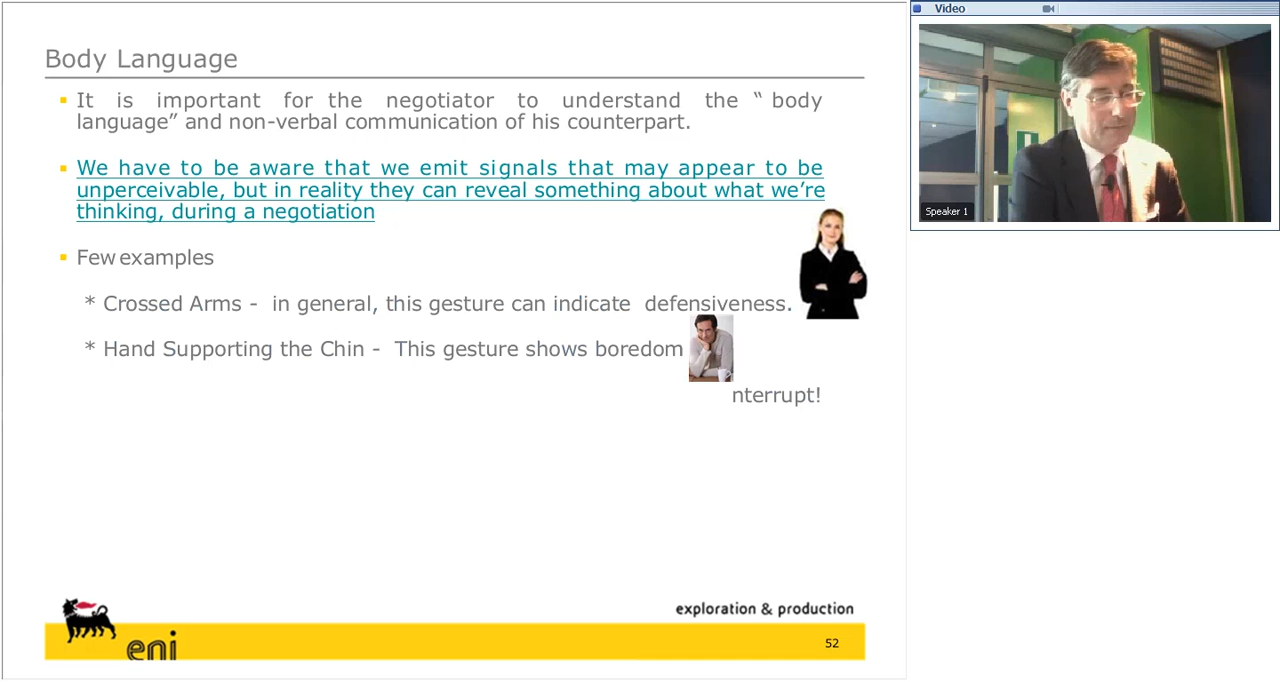 Video
Body Language
It is important for the negotiator to understand the “ body
language” and non-verbal communication of his counterpart.
We have to be aware that we emit signals that may appear to be
unperceivable, but in reality they can reveal something about what we’re
thinking, during a negotiation
Few examples
* Crossed Arms - in general, this gesture can indicate defensiveness.
* Hand Supporting the Chin - This gesture shows boredom
nterrupt!
Speaker 1
exploration & production
eni
52